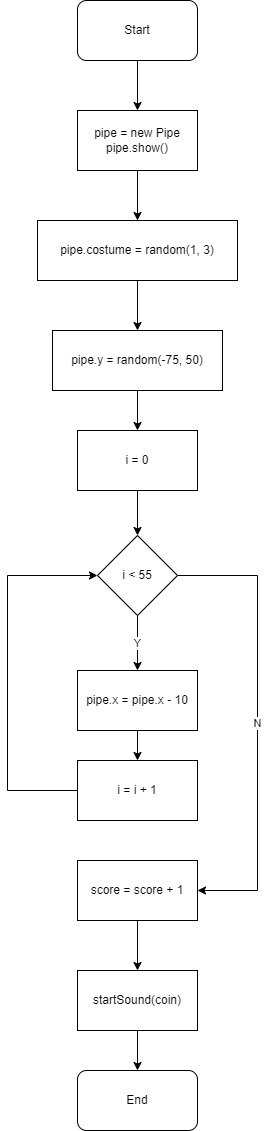 Start
pipe = new Pipe
pipe.show()
pipe.costume = random(1, 3)
pipe.y = random(-75, 50)
i = 0
i < 55
Y
pipe.x = pipe.x - 10
N
i = i + 1
score = score + 1
startSound(coin)
End